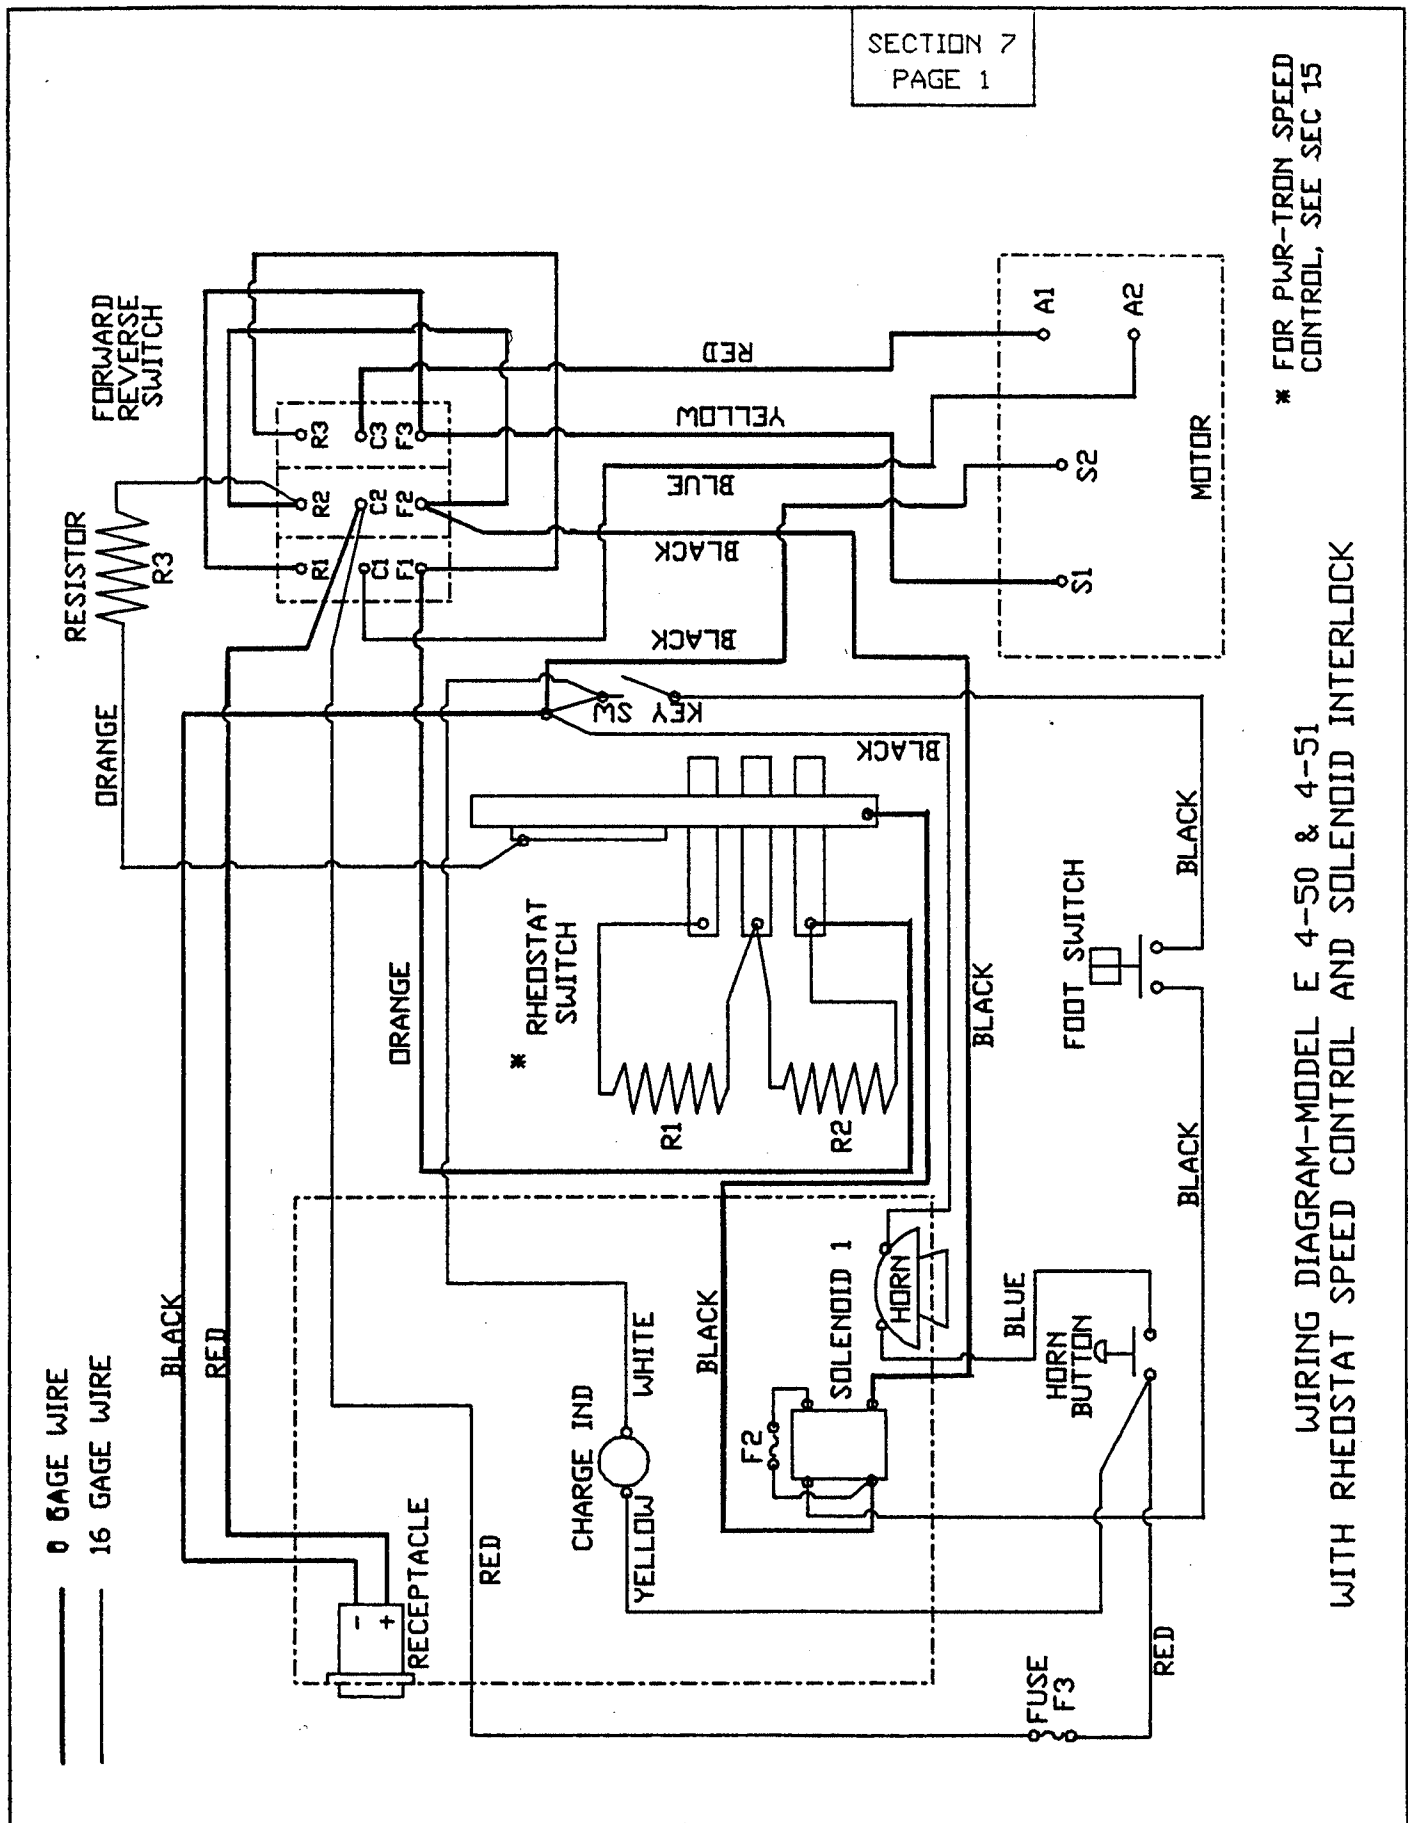 SECTION 7
PAGE 1
* FOR PWR-TRON SPEED
CONTROL, SEE SEC 15
WIRING DIAGRAM-MODEL E 4-50 & 4-51
WITH RHEOSTAT SPEED CONTROL AND SOLENOID INTERLOCK
GAGE WIRE
16 GAGE WIRE
BLACK
RED
RECEPTACLE
-
+
RED
ORANGE
RESISTOR
R3
FORWARD
REVERSE
SWITCH
R1
R2
R3
C1
C2
C3
F1
F2
F3
RED
YELLOW
BLUE
BLACK
BLACK
MOTOR
A1
A2
S1
S2
KEY SW
BLACK
* RHEOSTAT
SWITCH
ORANGE
R1
R2
BLACK
BLACK
CHARGE IND
WHITE
YELLOW
F2
SOLENOID 1
HORN
BLUE
HORN
BUTTON
FOOT SWITCH
BLACK
BLACK
FUSE
F3
RED